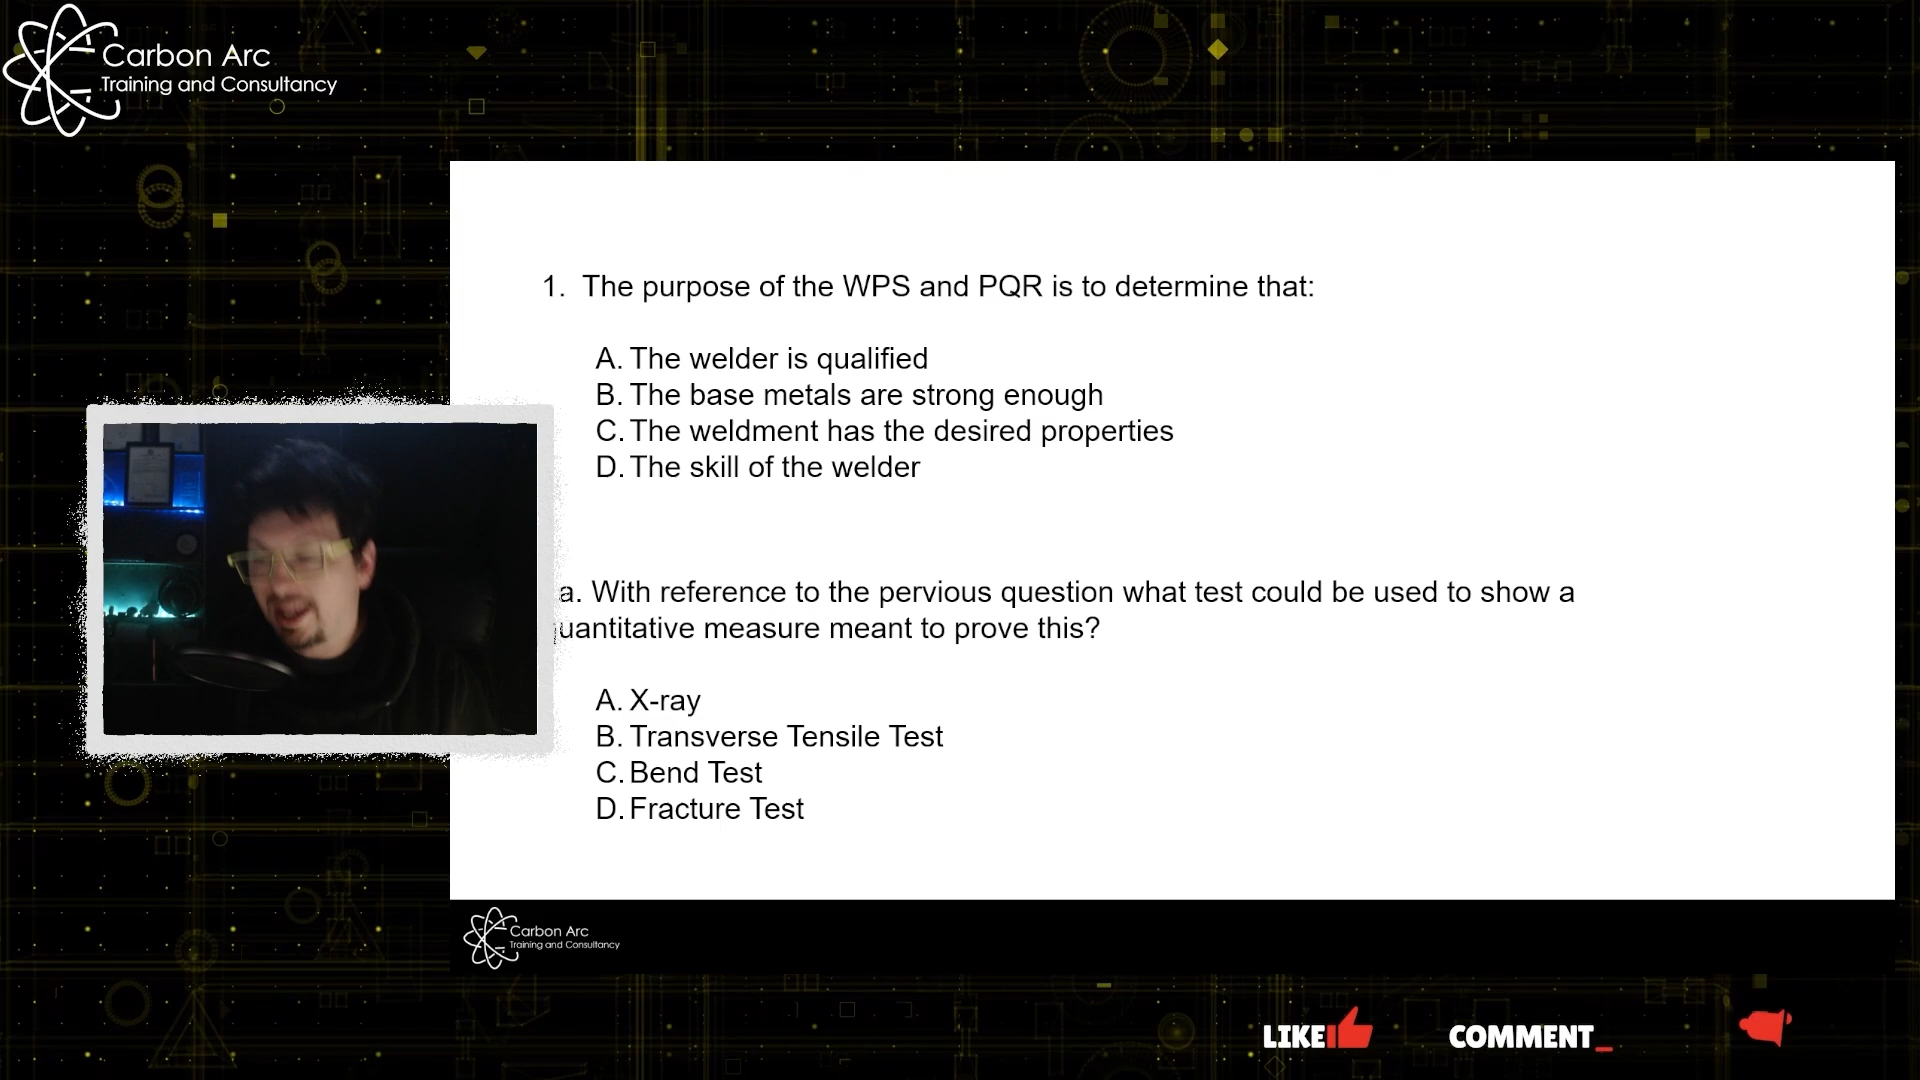 Carbon Arc
Training and Consultancy
1. The purpose of the WPS and PQR is to determine that:
A. The welder is qualified
B. The base metals are strong enough
C. The weldment has the desired properties
D. The skill of the welder
a. With reference to the pervious question what test could be used to show a
uantitative measure meant to prove this?
A. X-ray
B. Transverse Tensile Test
C. Bend Test
D. Fracture Test
Carbon Arc
Training and Consultancy
LIKE COMMENT_